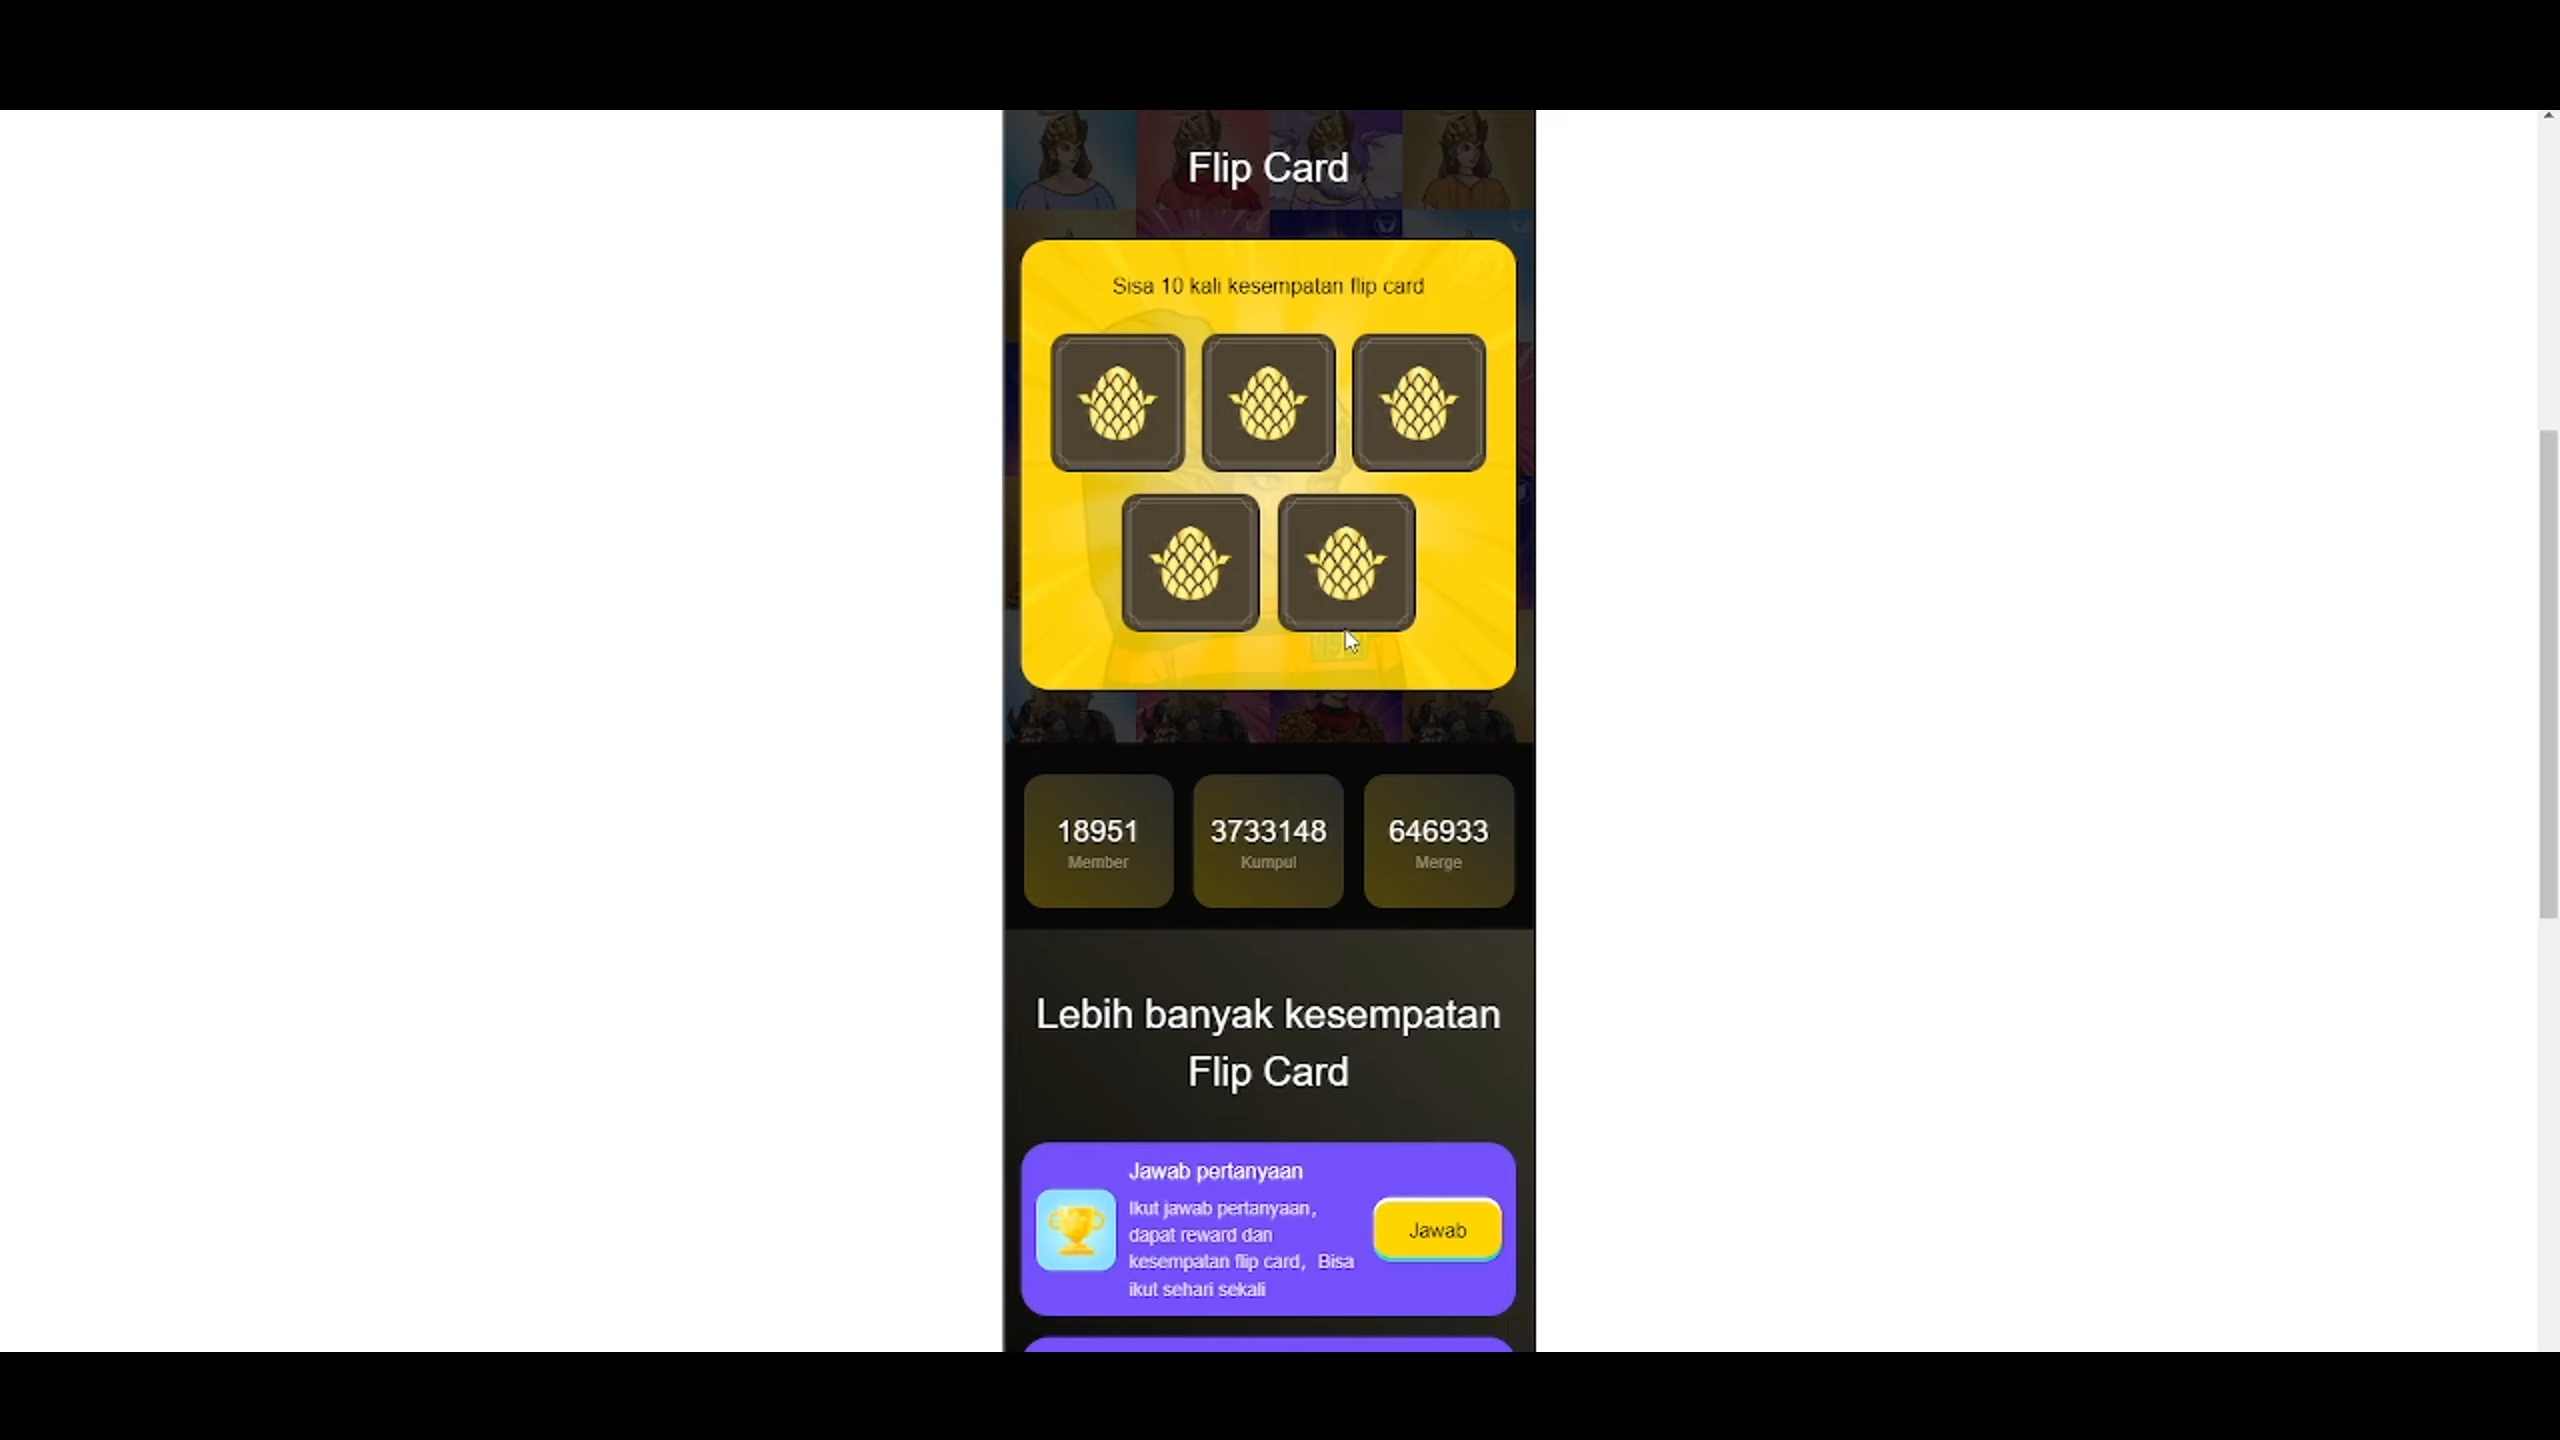 Flip Card
Sisa 10 kali kesempatan flip card
18951
Member
3733148
Kumpul
646933
Merge
Lebih banyak kesempatan
Flip Card
Jawab pertanyaan
Ikut jawab pertanyaan,
dapat reward dan
kesempatan flip card, Bisa
ikut sehari sekali
Jawab